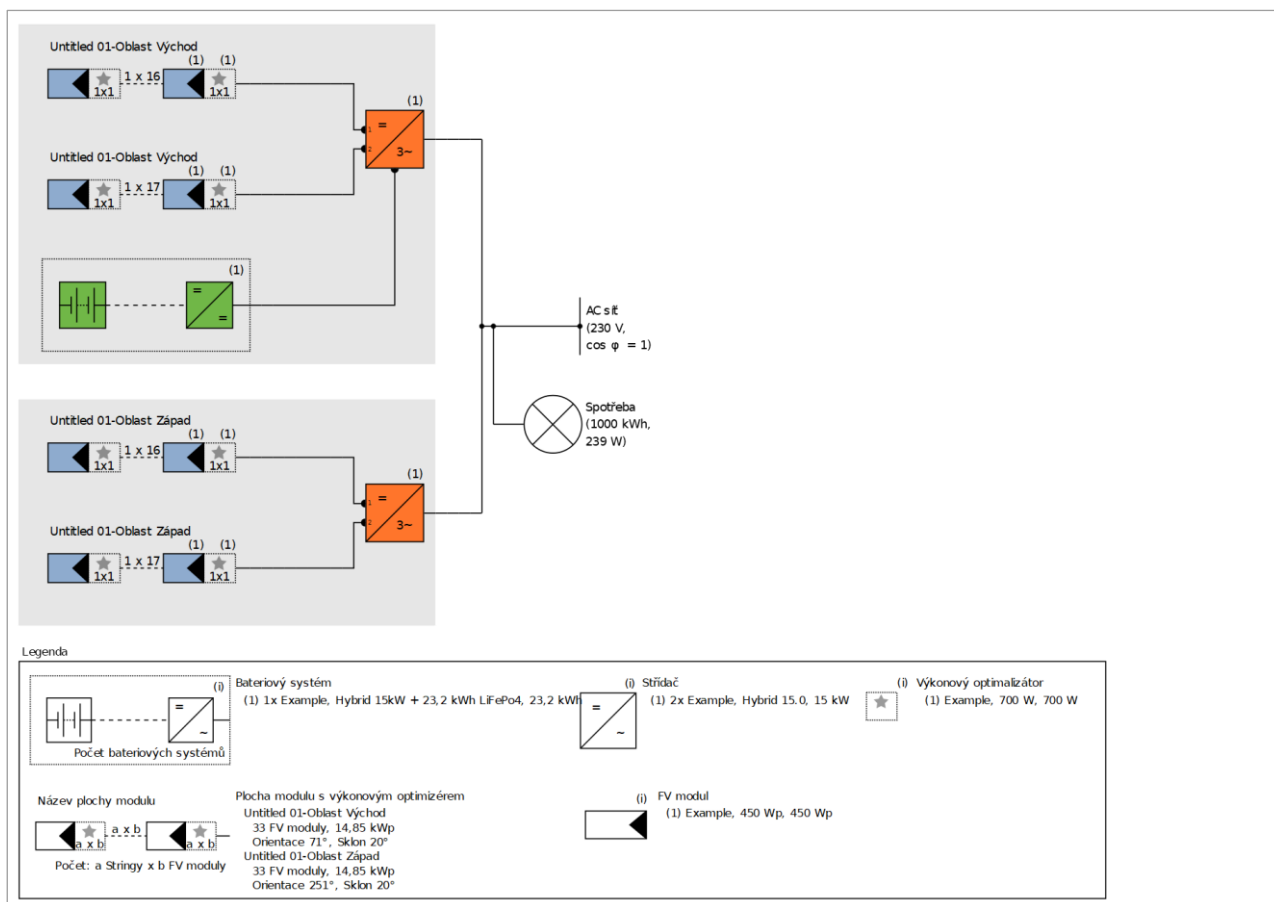 Untitled 01-Oblast Východ
(1) (1)
1 x 16
1x1 1x1
(1)
=
1
2
3~
Untitled 01-Oblast Východ
(1) (1)
1 x 17
1x1 1x1
(1)
=
=
AC síť
(230 V,
cos φ = 1)
Spotřeba
(1000 kWh,
239 W)
Untitled 01-Oblast Západ
(1) (1)
1 x 16
1x1 1x1
(1)
=
1
2
3~
Untitled 01-Oblast Západ
(1) (1)
1 x 17
1x1 1x1
Legenda
(i)
=
~
Počet bateriových systémů
Bateriový systém
(1) 1x Example, Hybrid 15kW + 23,2 kWh LiFePo4, 23,2 kWh
(i) Střídač
=
~
(1) 2x Example, Hybrid 15.0, 15 kW
(i) Výkonový optimalizátor
(1) Example, 700 W, 700 W
Název plochy modulu
a x b
a x b a x b
Počet: a Stringy x b FV moduly
Plocha modulu s výkonovým optimizérem
Untitled 01-Oblast Východ
33 FV moduly, 14,85 kWp
Orientace 71°, Sklon 20°
Untitled 01-Oblast Západ
33 FV moduly, 14,85 kWp
Orientace 251°, Sklon 20°
(i) FV modul
(1) Example, 450 Wp, 450 Wp